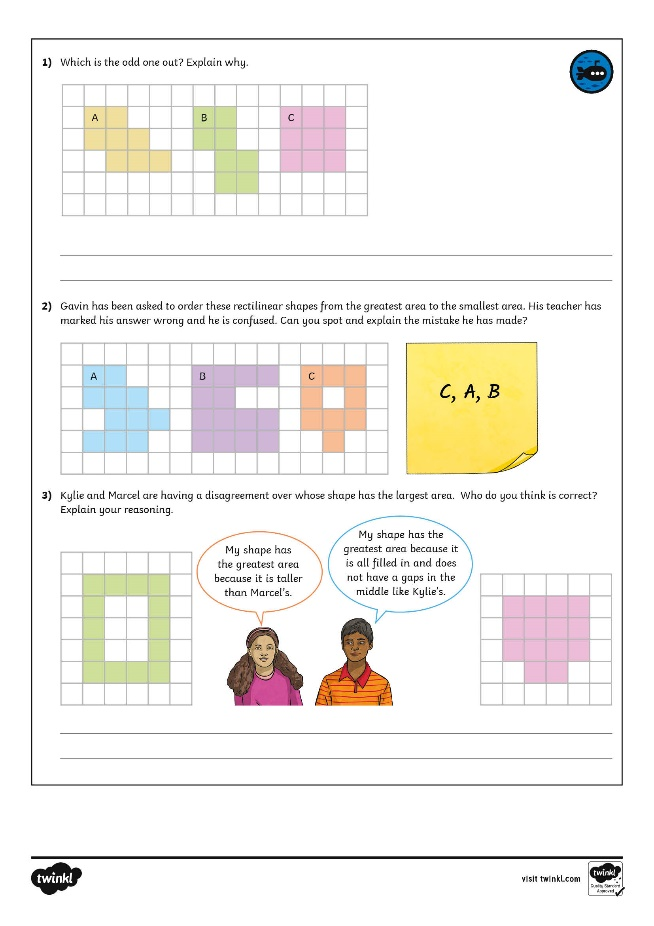 1) Which is the odd one out? Explain why.
A
B
C
2) Gavin has been asked to order these rectilinear shapes from the greatest area to the smallest area. His teacher has
marked his answer wrong and he is confused. Can you spot and explain the mistake he has made?
A
B
C
C, A, B
3) Kylie and Marcel are having a disagreement over whose shape has the largest area. Who do you think is correct?
Explain your reasoning.
My shape has
the greatest area
because it is taller
than Marcel's.
My shape has the
greatest area because it
is all filled in and does
not have a gaps in the
middle like Kylie's.
twinkl
visit twinkl.com
twinkl
Quality Standard
Approved